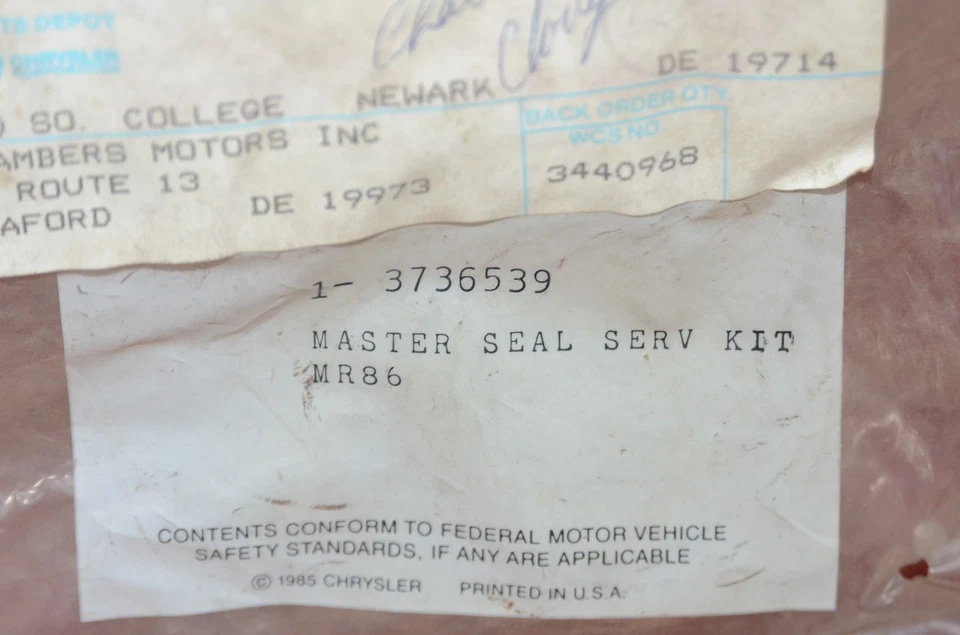 TS DEPOT
CHRYSLER
CORPORATION
SO. COLLEGE NEWARK DE 19714
AMBERS MOTORS INC
ROUTE 13
AFORD DE 19973
BACK ORDER QTY.
WCS NO
3440968
1- 3736539
MASTER SEAL SERV KIT
MR86
CONTENTS CONFORM TO FEDERAL MOTOR VEHICLE
SAFETY STANDARDS, IF ANY ARE APPLICABLE
© 1985 CHRYSLER PRINTED IN U.S.A.